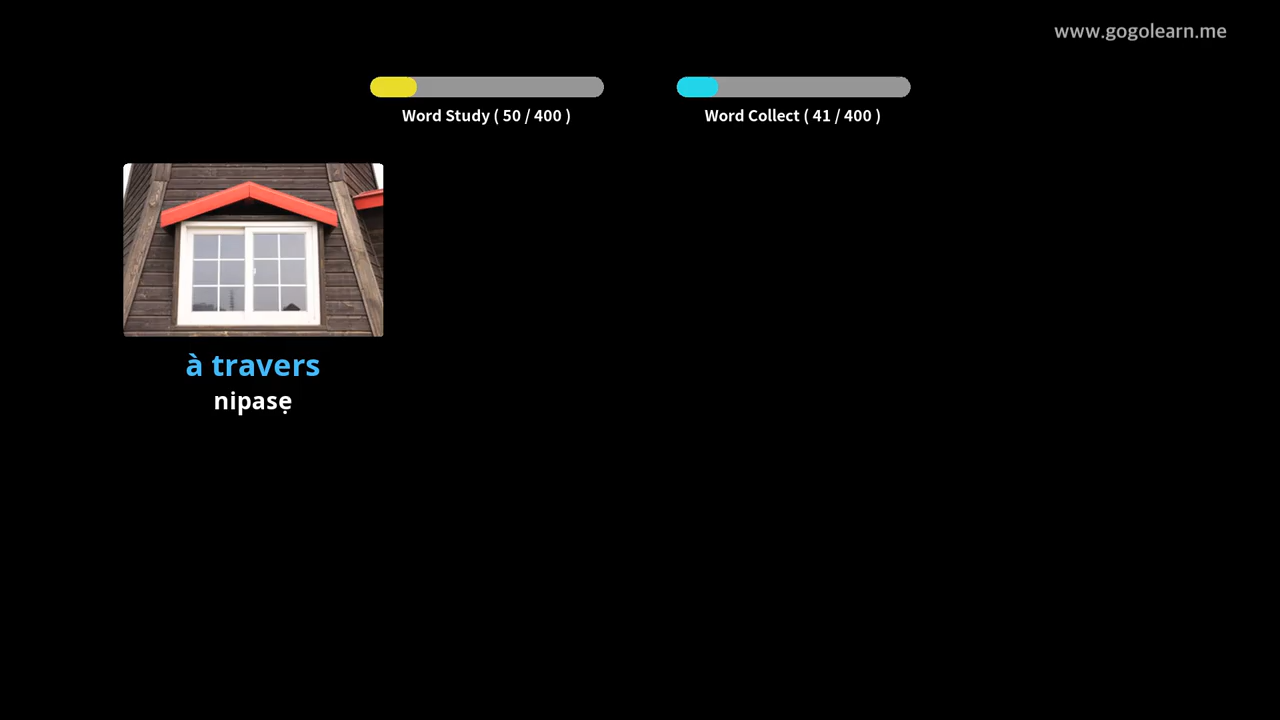 www.gogolearn.me
Word Study ( 50 / 400 )
Word Collect ( 41 / 400 )
à travers
nipasẹ